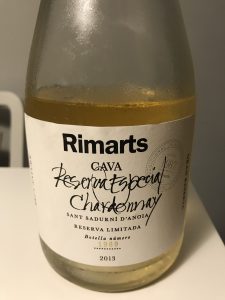 Rimarts
CAVA
Reserva Especial
Chardonnay
SANT SADURNÍ D'ANOIA
RESERVA LIMITADA
Botella número
2013